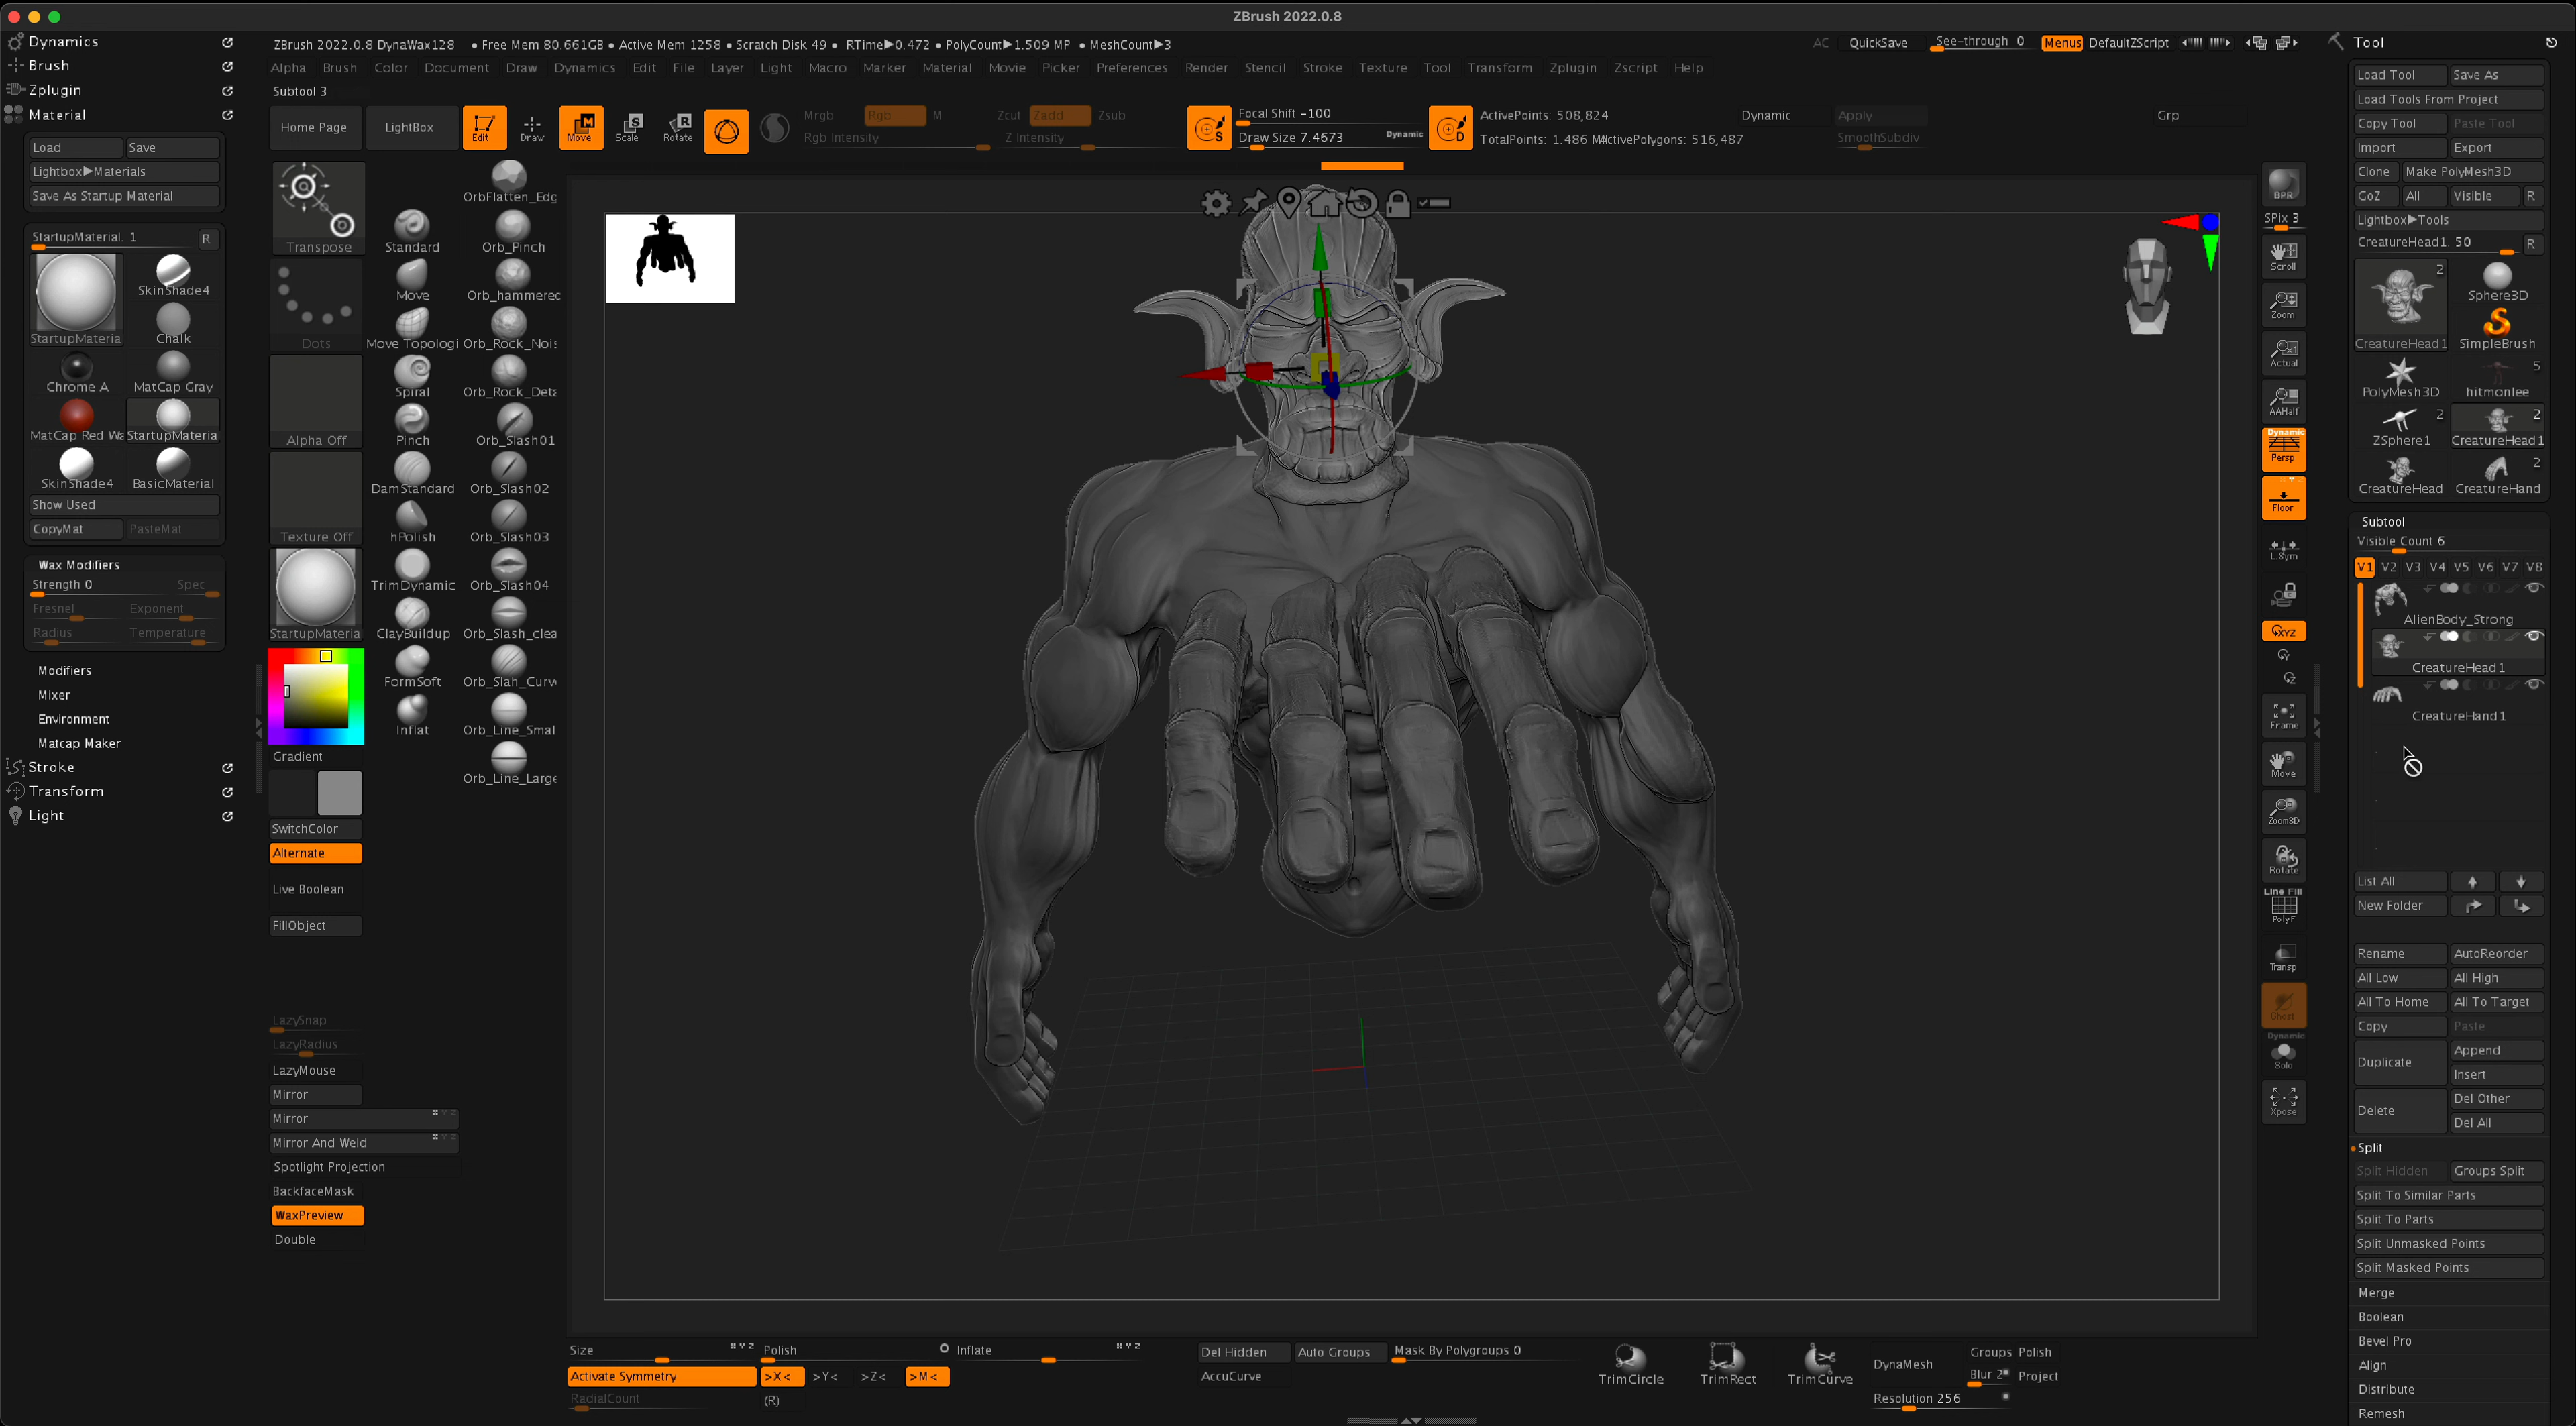 ZBrush 2022.0.8
Dynamics
Brush
Zplugin
Material
Load
Save
Lightbox▶Materials
Save As Startup Material
StartupMaterial. 1
R
StartupMateria
SkinShade4
Chalk
Chrome A
MatCap Gray
MatCap Red Wa
StartupMateria
SkinShade4
BasicMaterial
Show Used
CopyMat
PasteMat
Wax Modifiers
Strength 0
Spec
Fresnel
Exponent
Radius
Temperature
Modifiers
Mixer
Environment
Matcap Maker
Stroke
Transform
Light
ZBrush 2022.0.8 DynaWax128 • Free Mem 80.661GB • Active Mem 1258 • Scratch Disk 49 • RTime▶0.472 • PolyCount▶1.509 MP • MeshCount▶3
AC
QuickSave
See-through 0
Menus
DefaultZScript
Alpha Brush Color Document Draw Dynamics Edit File Layer Light Macro Marker Material Movie Picker Preferences Render Stencil Stroke Texture Tool Transform Zplugin Zscript Help
Subtool 3
Home Page
LightBox
Edit
Draw
Move
Scale
Rotate
Mrgb
Rgb
M
Rgb Intensity
Zcut
Zadd
Zsub
Z Intensity
Focal Shift -100
Draw Size 7.4673
Dynamic
ActivePoints: 508,824
TotalPoints: 1.486 M
ActivePolygons: 516,487
Dynamic
Apply
SmoothSubdiv
Grp
Transpose
Dots
Alpha Off
Texture Off
StartupMateria
Gradient
SwitchColor
Alternate
Live Boolean
FillObject
LazySnap
LazyRadius
LazyMouse
Mirror
Mirror
Mirror And Weld
Spotlight Projection
BackfaceMask
WaxPreview
Double
Standard
Move
Move Topologi
Spiral
Pinch
DamStandard
hPolish
TrimDynamic
ClayBuildup
FormSoft
Inflat
OrbFlatten_Edg
Orb_Pinch
Orb_hammered
Orb_Rock_Nois
Orb_Rock_Deta
Orb_Slash01
Orb_Slash02
Orb_Slash03
Orb_Slash04
Orb_Slash_clea
Orb_Slah_Curv
Orb_Line_Smal
Orb_Line_Large
BPR
SPix 3
Scroll
Zoom
Actual
AAHalf
Dynamic
Persp
Floor
L.Sym
XYZ
Frame
Move
Zoom3D
Rotate
Line Fill
PolyF
Transp
Ghost
Dynamic
Solo
Xpose
Tool
Load Tool
Save As
Load Tools From Project
Copy Tool
Paste Tool
Import
Export
Clone
Make PolyMesh3D
GoZ
All
Visible
R
Lightbox▶Tools
CreatureHead1. 50
R
2
CreatureHead1
Sphere3D
SimpleBrush
PolyMesh3D
5
hitmonlee
2
ZSphere1
2
CreatureHead1
CreatureHead
2
CreatureHand
Subtool
Visible Count 6
V1 V2 V3 V4 V5 V6 V7 V8
AlienBody_Strong
CreatureHead1
CreatureHand1
List All
New Folder
Rename
AutoReorder
All Low
All High
All To Home
All To Target
Copy
Paste
Duplicate
Append
Insert
Delete
Del Other
Del All
Split
Split Hidden
Groups Split
Split To Similar Parts
Split To Parts
Split Unmasked Points
Split Masked Points
Merge
Boolean
Bevel Pro
Align
Distribute
Remesh
Size
Polish
Inflate
Activate Symmetry
>X<
>Y<
>Z<
>M<
RadialCount
(R)
Del Hidden
Auto Groups
Mask By Polygroups 0
AccuCurve
TrimCircle
TrimRect
TrimCurve
DynaMesh
Groups
Polish
Blur 2
Project
Resolution 256